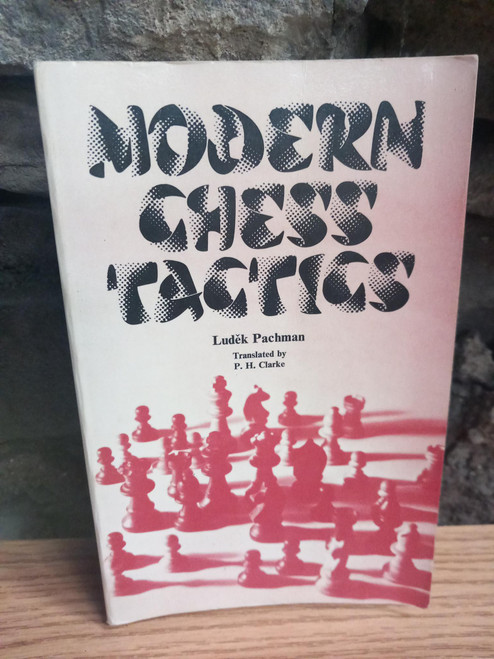 MODERN
CHESS
TACTICS
Luděk Pachman
Translated by
P. H. Clarke